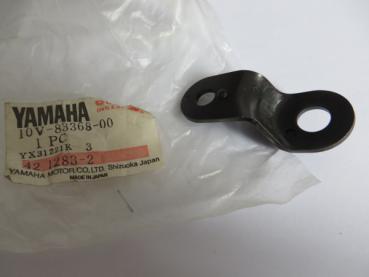 YAMAHA
10V-83368-00
1 PC
YX31221K 3
42 1283-2
YAMAHA MOTOR CO., LTD. Shizuoka Japan
MADE IN JAPAN